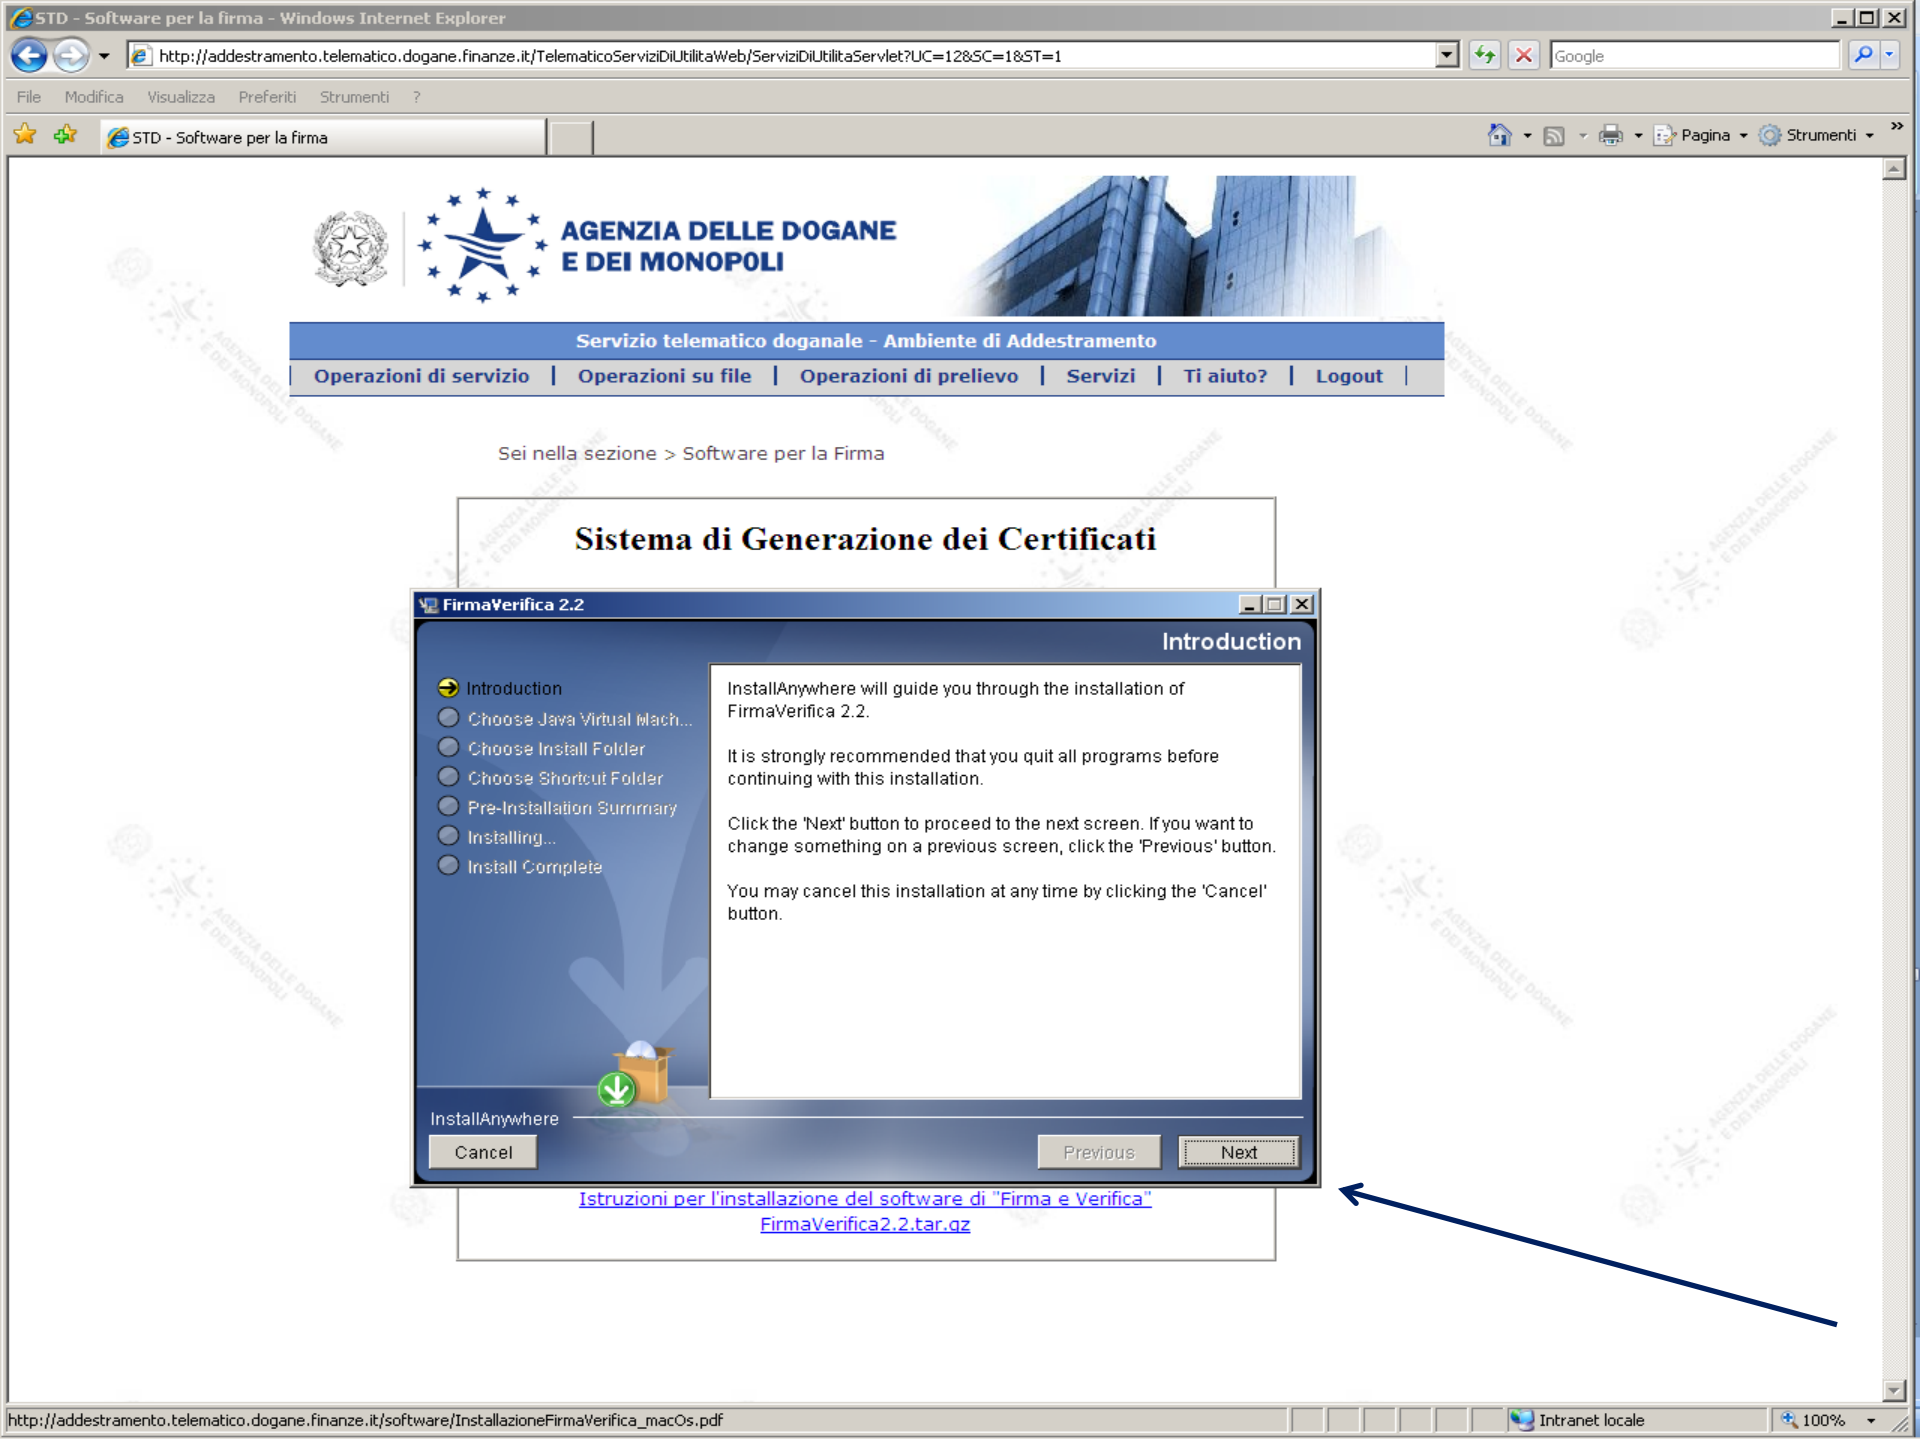 STD - Software per la firma - Windows Internet Explorer
http://addestramento.telematico.dogane.finanze.it/TelematicoServiziDiUtilitaWeb/ServiziDiUtilitaServlet?UC=12&SC=1&ST=1
Google
File Modifica Visualizza Preferiti Strumenti ?
STD - Software per la firma
Pagina Strumenti »
AGENZIA DELLE DOGANE
E DEI MONOPOLI
Servizio telematico doganale - Ambiente di Addestramento
Operazioni di servizio | Operazioni su file | Operazioni di prelievo | Servizi | Ti aiuto? | Logout |
Sei nella sezione > Software per la Firma
Sistema di Generazione dei Certificati
FirmaVerifica 2.2
Introduction
Introduction
Choose Java Virtual Mach...
Choose Install Folder
Choose Shortcut Folder
Pre-Installation Summary
Installing...
Install Complete
InstallAnywhere will guide you through the installation of
FirmaVerifica 2.2.
It is strongly recommended that you quit all programs before
continuing with this installation.
Click the 'Next' button to proceed to the next screen. If you want to
change something on a previous screen, click the 'Previous' button.
You may cancel this installation at any time by clicking the 'Cancel'
button.
InstallAnywhere
Cancel
Previous
Next
Istruzioni per l'installazione del software di "Firma e Verifica"
FirmaVerifica2.2.tar.gz
http://addestramento.telematico.dogane.finanze.it/software/InstallazioneFirmaVerifica_macOs.pdf
Intranet locale
100%